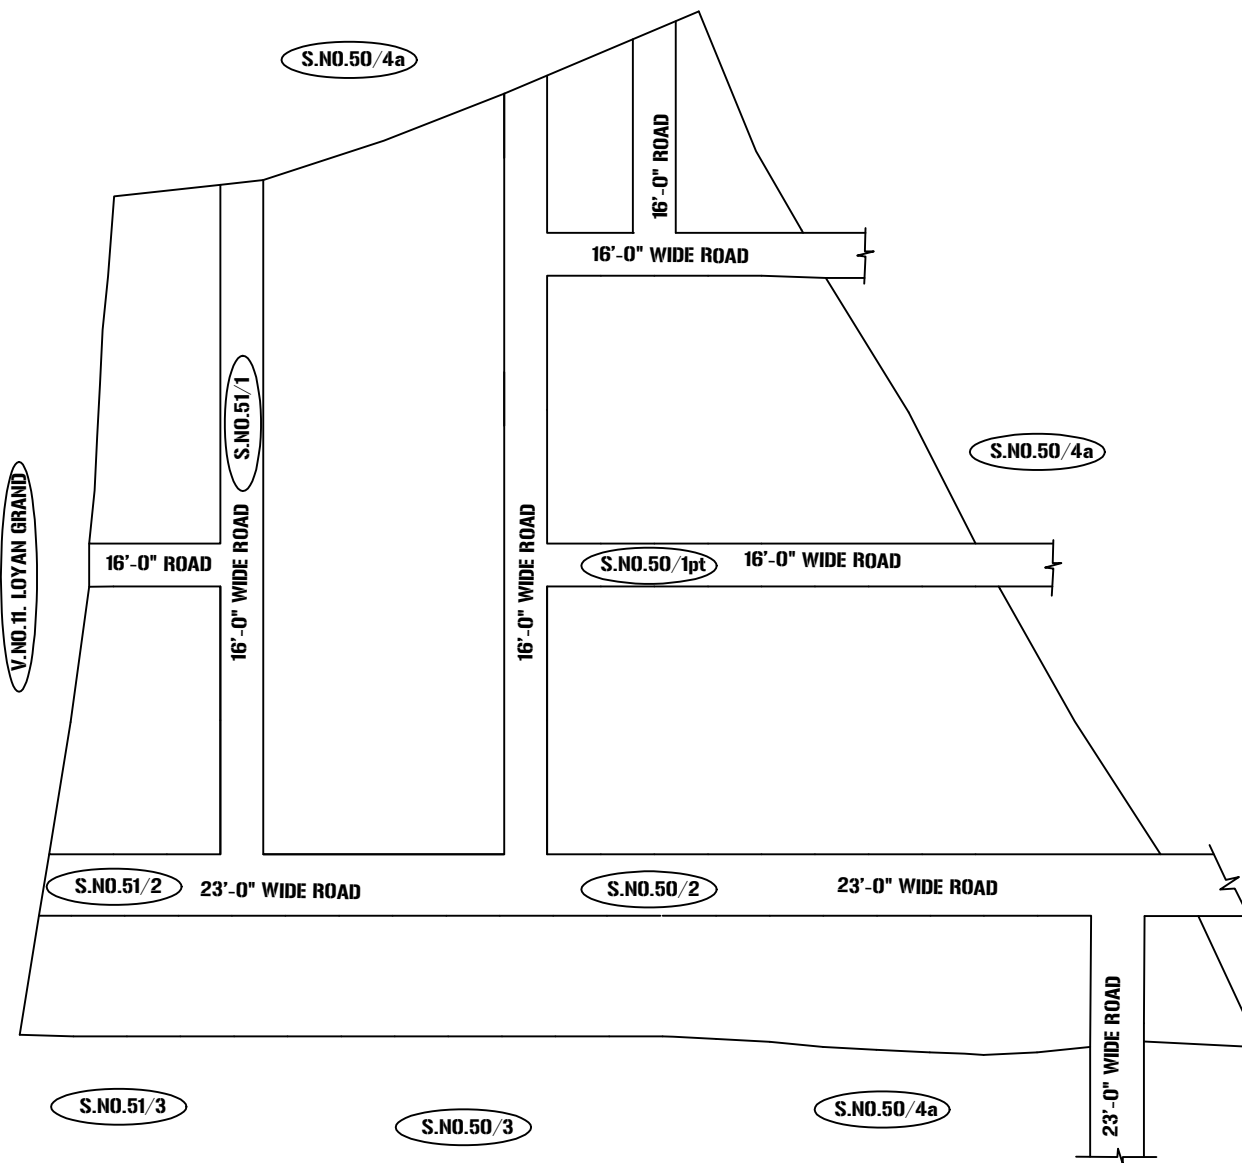 S.NO.50/4a
16'-0" ROAD
16'-0" WIDE ROAD
S.NO.51/1
S.NO.50/4a
V.NO.11. LOYAN GRAND
16'-0" ROAD
16'-0" WIDE ROAD
16'-0" WIDE ROAD
S.NO.50/1pt
16'-0" WIDE ROAD
S.NO.51/2
23'-0" WIDE ROAD
S.NO.50/2
23'-0" WIDE ROAD
23'-0" WIDE ROAD
S.NO.51/3
S.NO.50/3
S.NO.50/4a